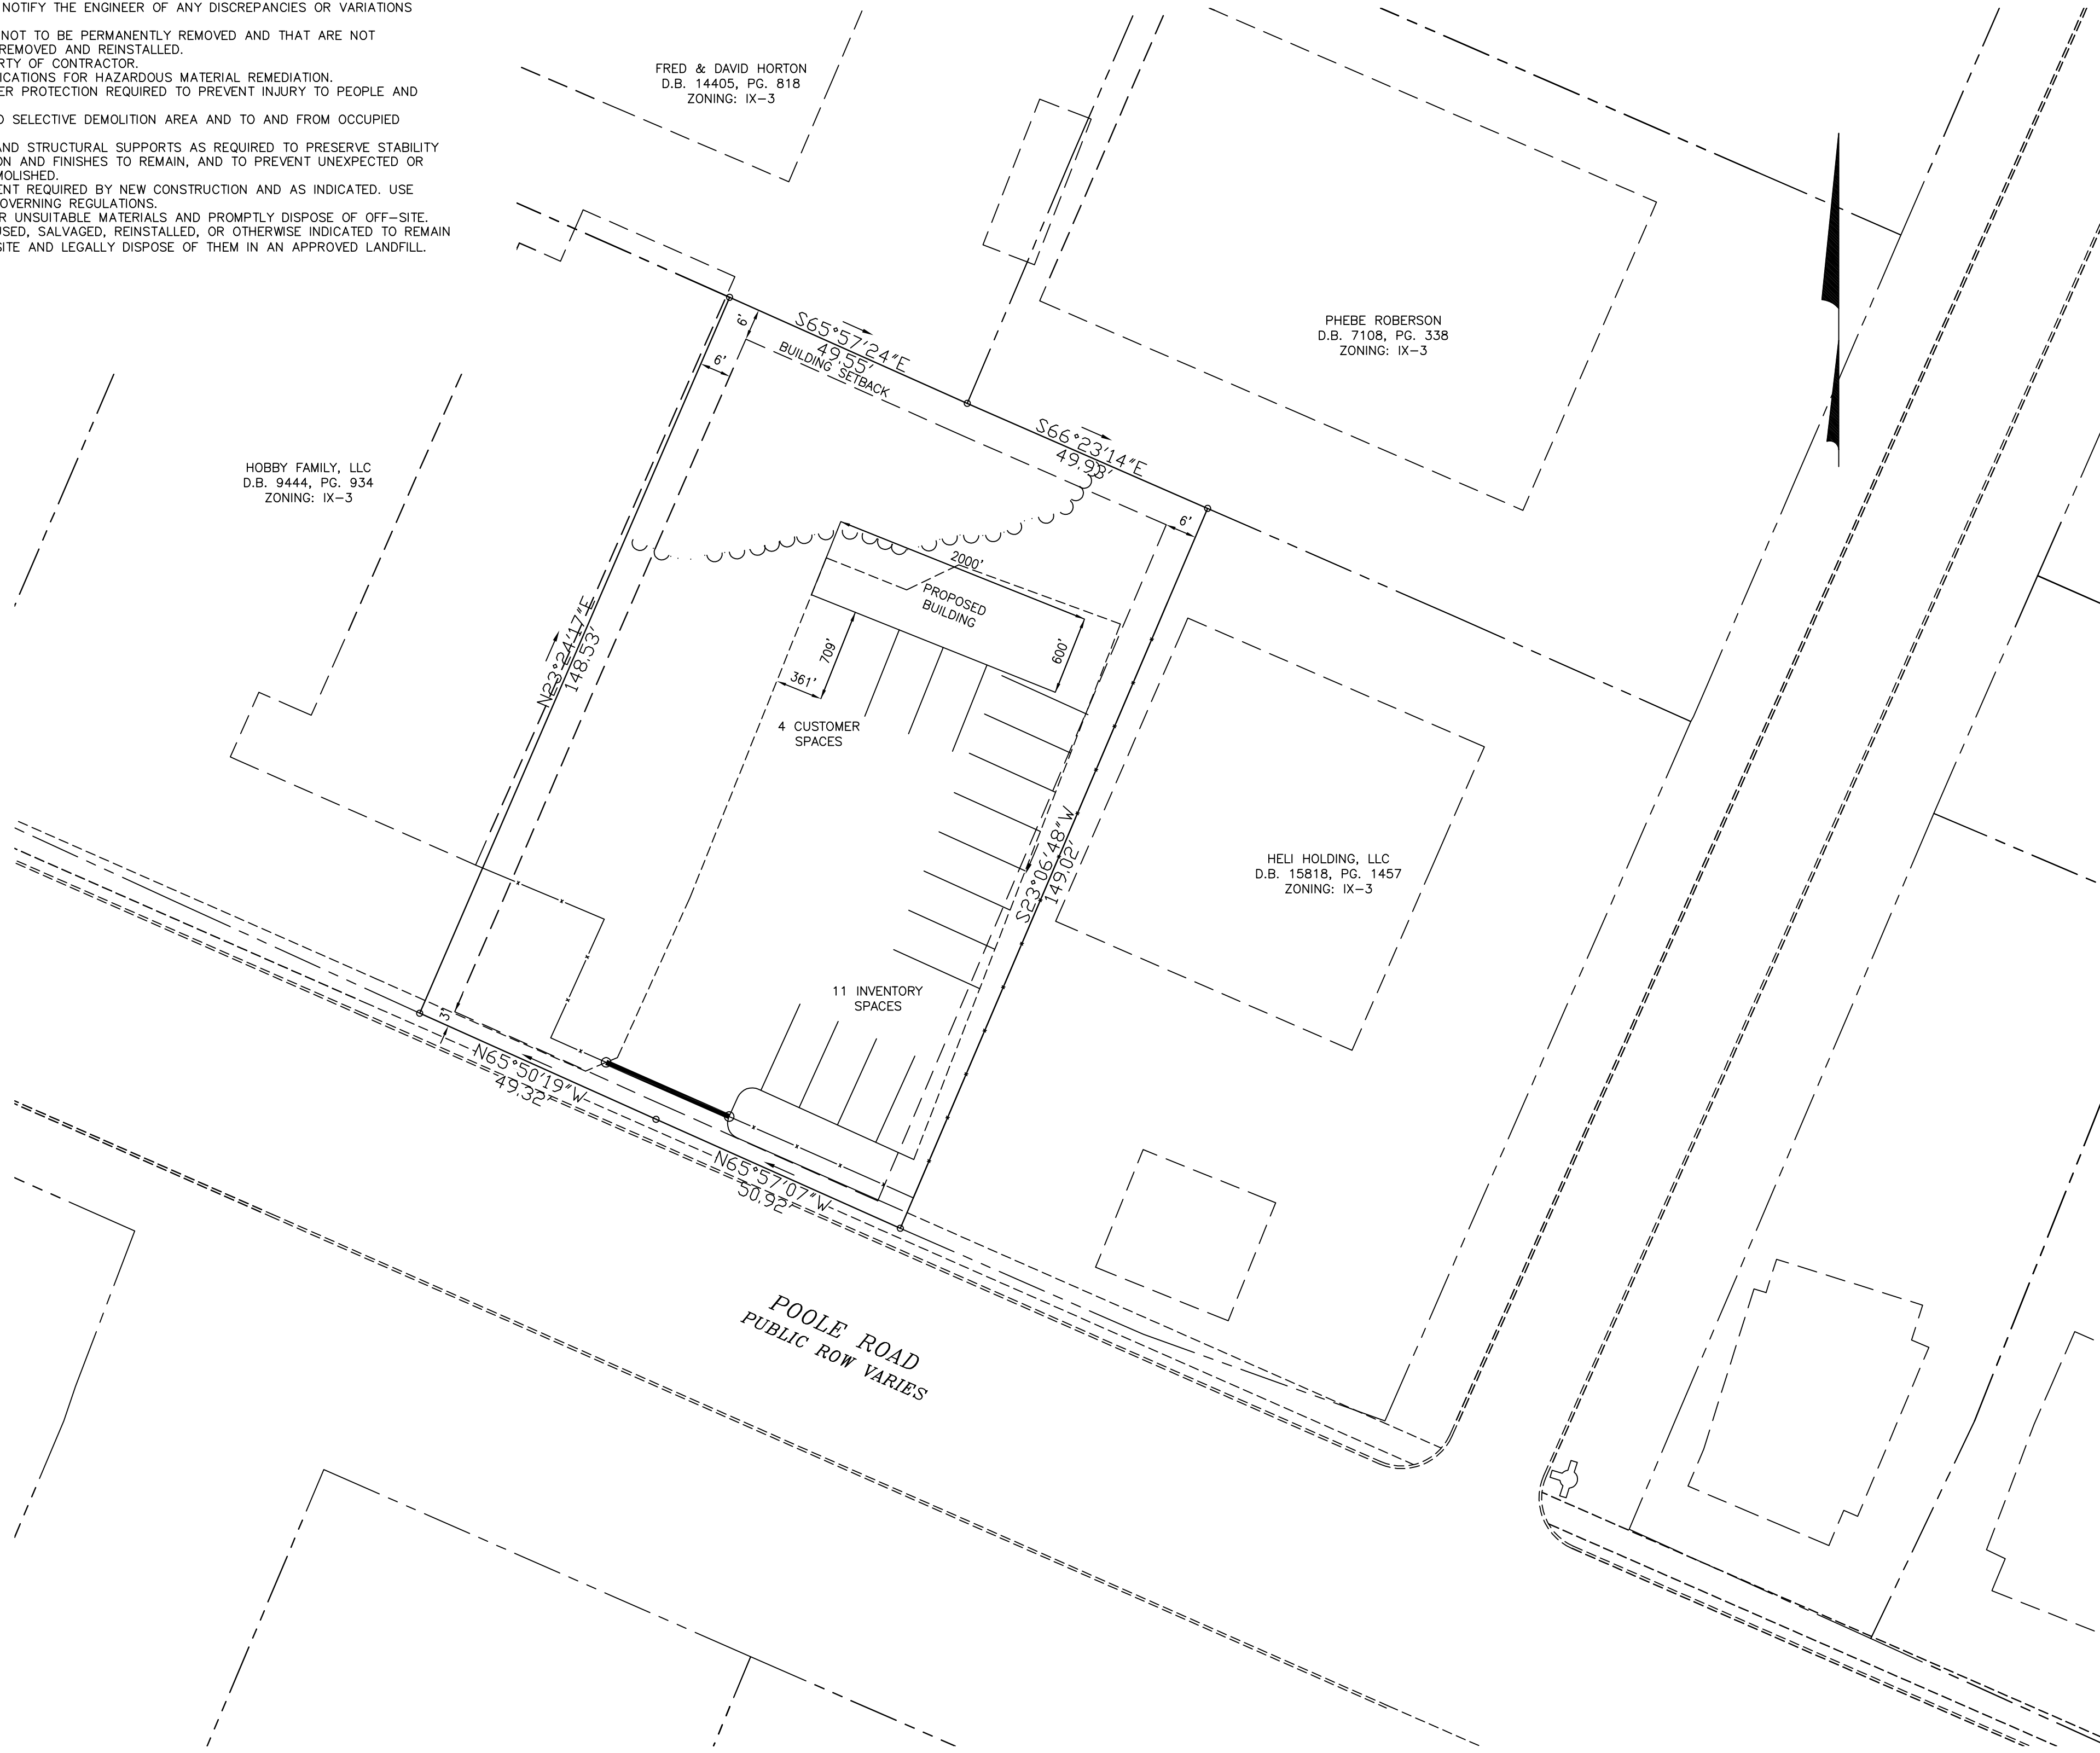 NOTIFY THE ENGINEER OF ANY DISCREPANCIES OR VARIATIONS
NOT TO BE PERMANENTLY REMOVED AND THAT ARE NOT
REMOVED AND REINSTALLED.
RTY OF CONTRACTOR.
ICATIONS FOR HAZARDOUS MATERIAL REMEDIATION.
ER PROTECTION REQUIRED TO PREVENT INJURY TO PEOPLE AND
O SELECTIVE DEMOLITION AREA AND TO AND FROM OCCUPIED
AND STRUCTURAL SUPPORTS AS REQUIRED TO PRESERVE STABILITY
ON AND FINISHES TO REMAIN, AND TO PREVENT UNEXPECTED OR
MOLISHED.
ENT REQUIRED BY NEW CONSTRUCTION AND AS INDICATED. USE
OVERNING REGULATIONS.
R UNSUITABLE MATERIALS AND PROMPTLY DISPOSE OF OFF-SITE.
USED, SALVAGED, REINSTALLED, OR OTHERWISE INDICATED TO REMAIN
SITE AND LEGALLY DISPOSE OF THEM IN AN APPROVED LANDFILL.
FRED & DAVID HORTON
D.B. 14405, PG. 818
ZONING: IX-3
PHEBE ROBERSON
D.B. 7108, PG. 338
ZONING: IX-3
6'
6'
S65°57'24"E
49.55'
BUILDING SETBACK
S66°23'14"E
49.93'
6'
HOBBY FAMILY, LLC
D.B. 9444, PG. 934
ZONING: IX-3
2000'
PROPOSED
BUILDING
N23°24'17"E
148.53'
709'
600'
361'
4 CUSTOMER
SPACES
S23°06'48"W
149.02'
HELI HOLDING, LLC
D.B. 15818, PG. 1457
ZONING: IX-3
11 INVENTORY
SPACES
3'
N65°50'19"W
49.32'
N65°57'07"W
50.92'
POOLE ROAD
PUBLIC ROW VARIES